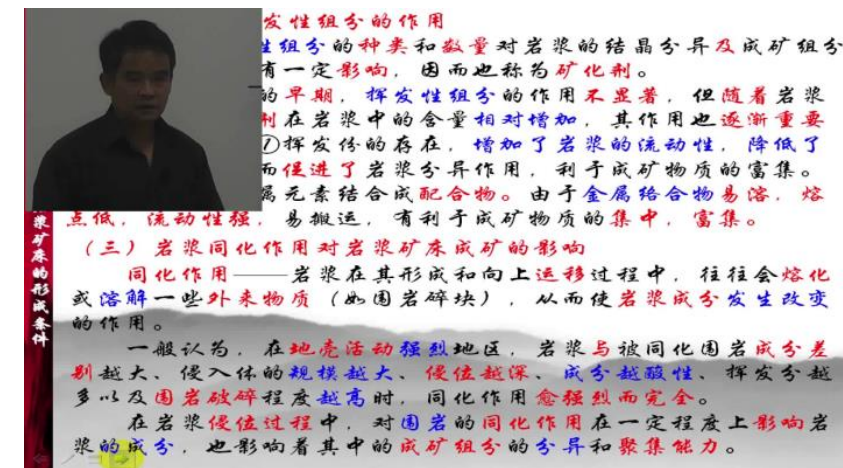 发性组分的作用
性组分的种类和数量对岩浆的结晶分异及成矿组分
有一定影响，因而也称为矿化剂。
的早期，挥发性组分的作用不显著，但随着岩浆
剂在岩浆中的含量相对增加，其作用也逐渐重要
①挥发份的存在，增加了岩浆的流动性，降低了
而促进了岩浆分异作用，利于成矿物质的富集。
属元素结合成配合物。由于金属络合物易溶，熔
点低，流动性强，易搬运，有利于成矿物质的集中，富集。
（三）岩浆同化作用对岩浆矿床成矿的影响
同化作用——岩浆在其形成和向上运移过程中，往往会熔化
或溶解一些外来物质（如围岩碎块），从而使岩浆成分发生改变
的作用。
一般认为，在地壳活动强烈地区，岩浆与被同化围岩成分差
别越大、侵入体的规模越大、侵位越深、成分越酸性、挥发分越
多以及围岩破碎程度越高时，同化作用愈强烈而完全。
在岩浆侵位过程中，对围岩的同化作用在一定程度上影响岩
浆的成分，也影响着其中的成矿组分的分异和聚集能力。
浆矿床的形成条件